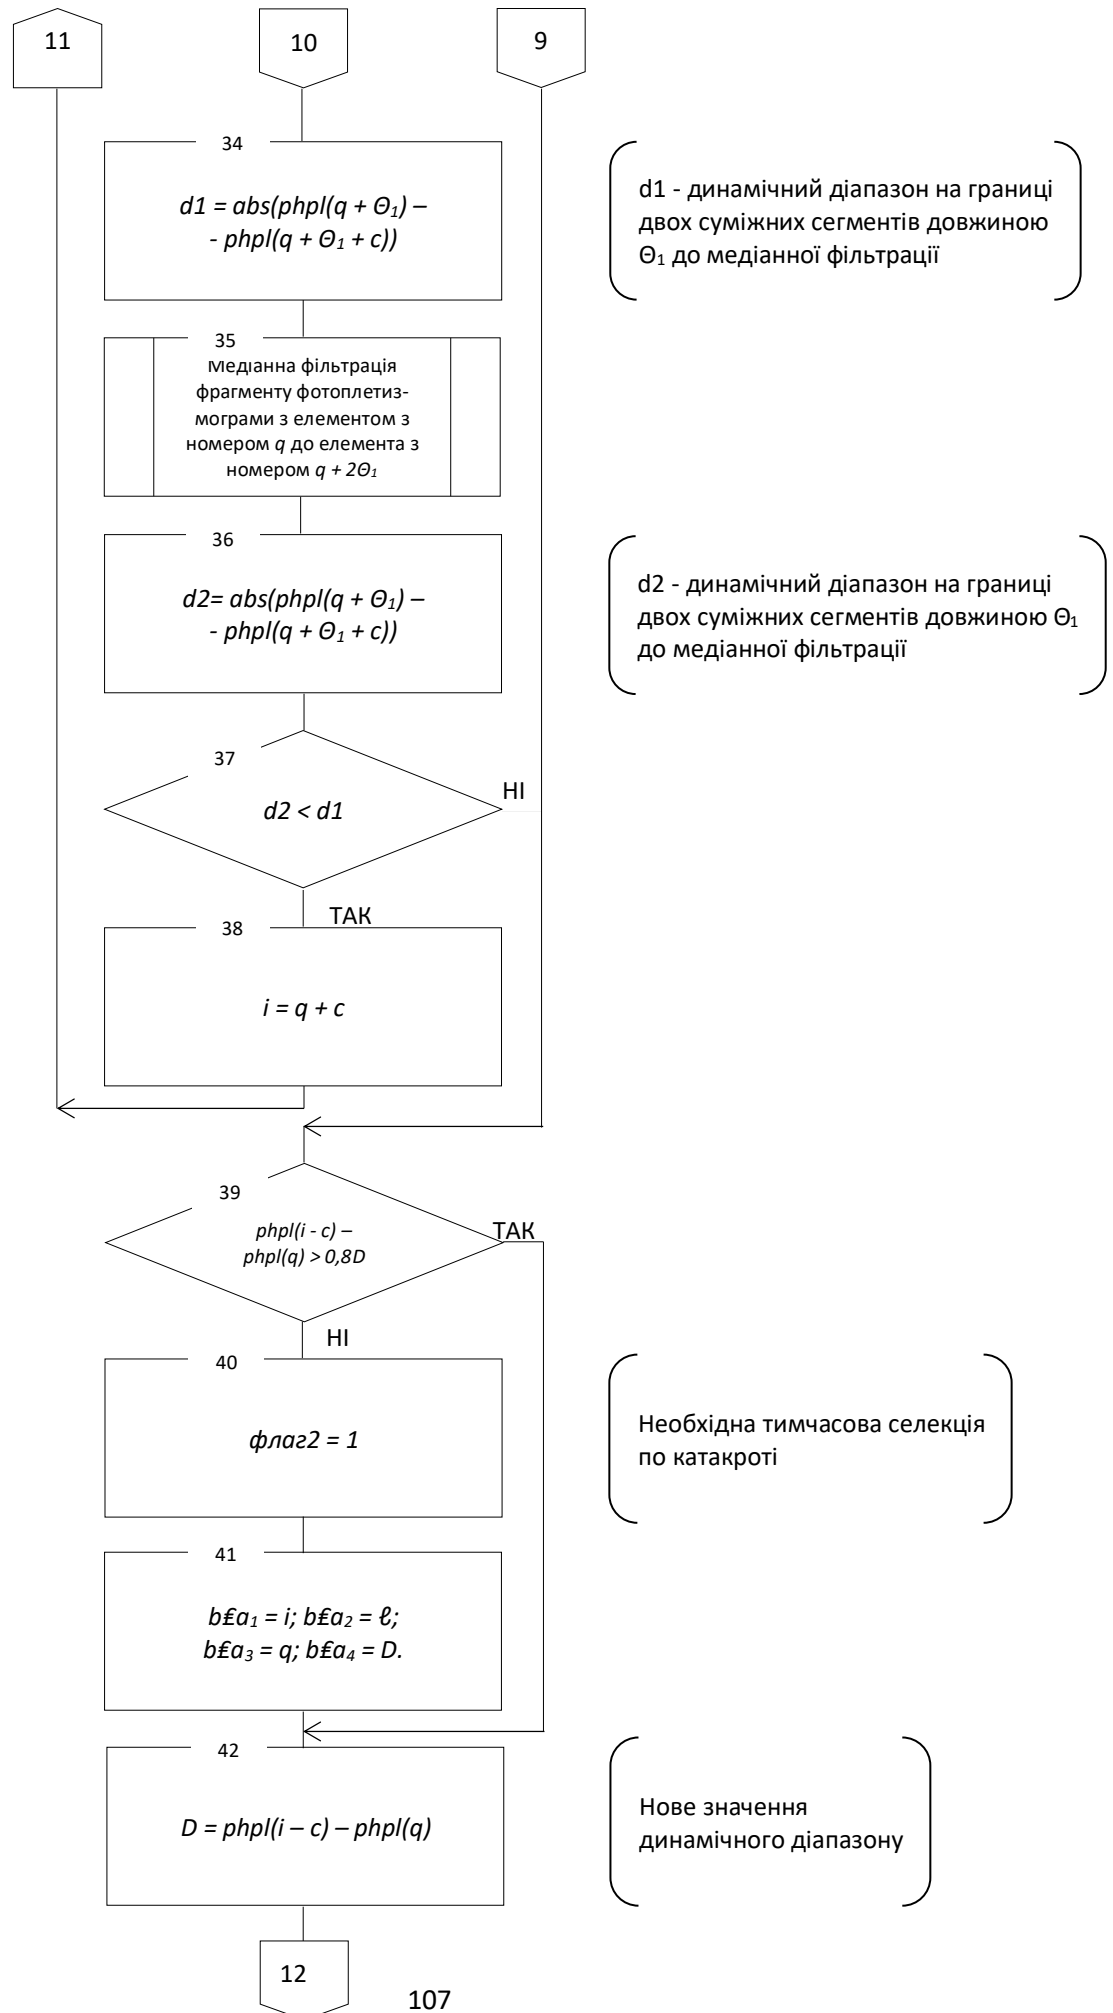 11
10
9
34
d1 = abs(phpl(q + Θ₁) –
- phpl(q + Θ₁ + c))
d1 - динамічний діапазон на границі
двох суміжних сегментів довжиною
Θ₁ до медіанної фільтрації
35
Медіанна фільтрація
фрагменту фотоплетиз-
мограми з елементом з
номером q до елемента з
номером q + 2Θ₁
36
d2= abs(phpl(q + Θ₁) –
- phpl(q + Θ₁ + c))
d2 - динамічний діапазон на границі
двох суміжних сегментів довжиною Θ₁
до медіанної фільтрації
37
d2 < d1
НІ
ТАК
38
i = q + c
39
phpl(i - c) –
phpl(q) > 0,8D
ТАК
НІ
40
флаг2 = 1
Необхідна тимчасова селекція
по катакроті
41
b₤a₁ = i; b₤a₂ = ℓ;
b₤a₃ = q; b₤a₄ = D.
42
D = phpl(i – c) – phpl(q)
Нове значення
динамічного діапазону
12
107